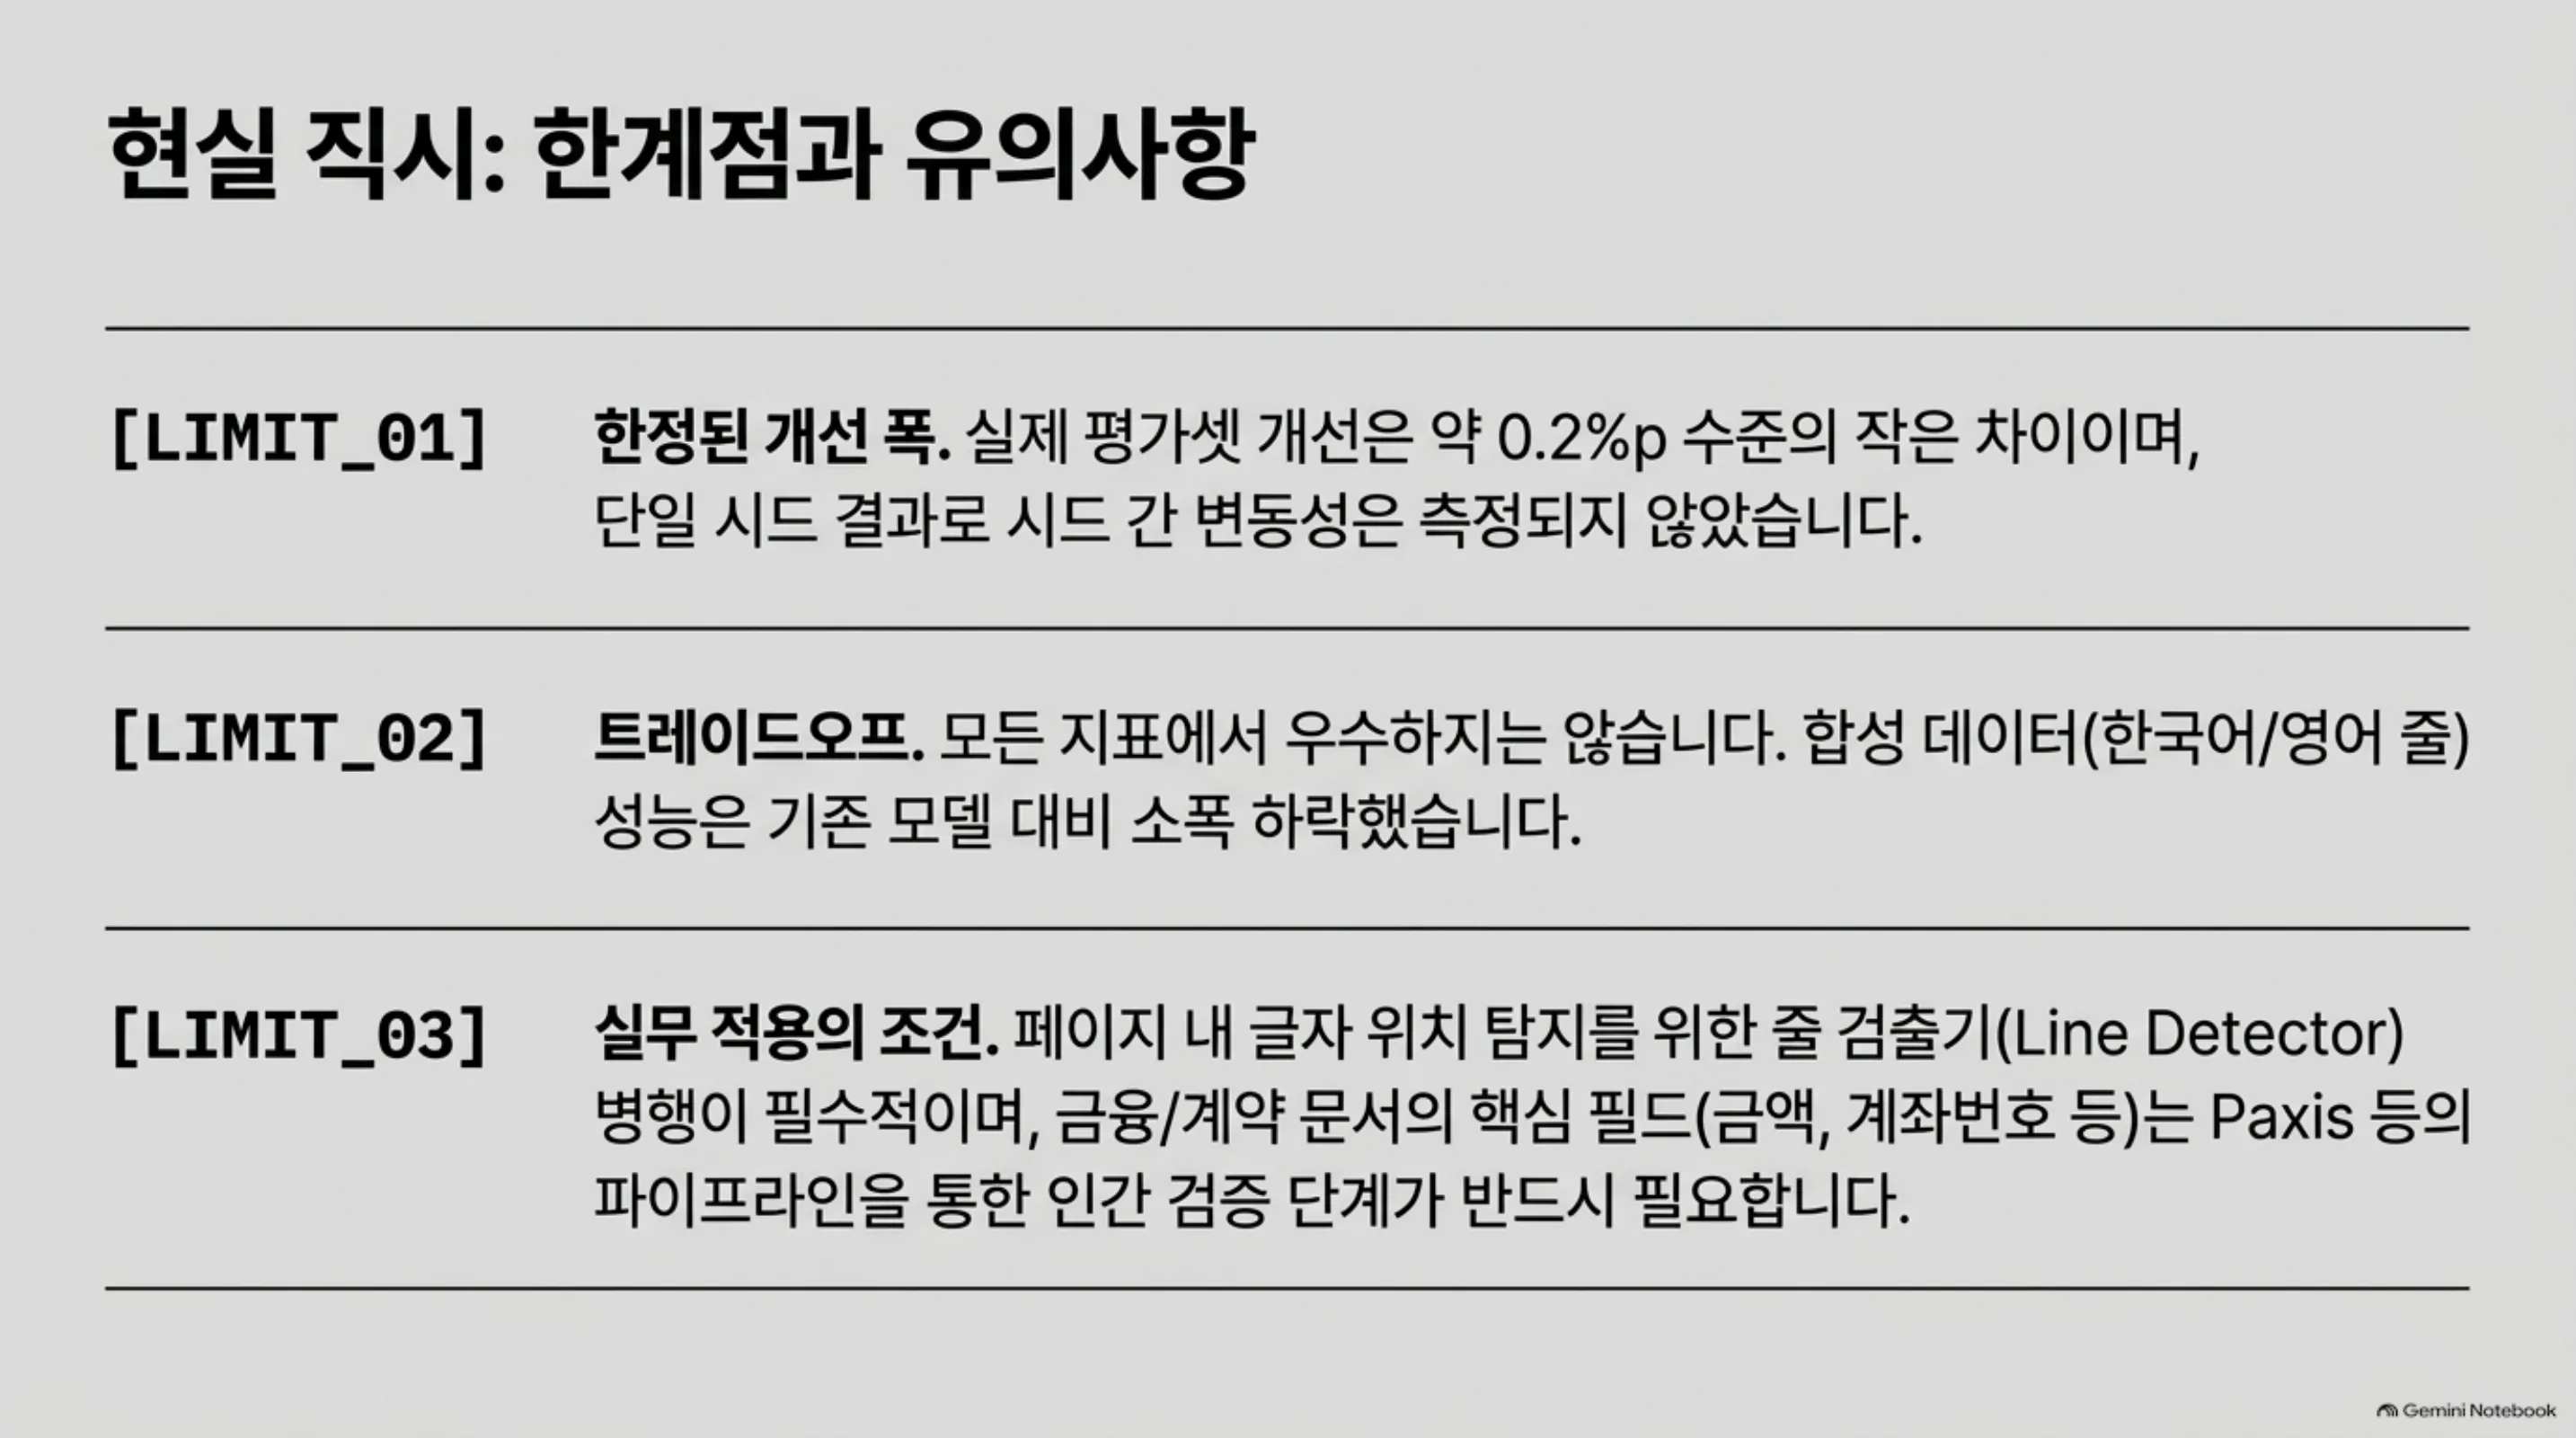 현실 직시: 한계점과 유의사항
[LIMIT_01]
한정된 개선 폭. 실제 평가셋 개선은 약 0.2%p 수준의 작은 차이이며,
단일 시드 결과로 시드 간 변동성은 측정되지 않았습니다.
[LIMIT_02]
트레이드오프. 모든 지표에서 우수하지는 않습니다. 합성 데이터(한국어/영어 줄)
성능은 기존 모델 대비 소폭 하락했습니다.
[LIMIT_03]
실무 적용의 조건. 페이지 내 글자 위치 탐지를 위한 줄 검출기(Line Detector)
병행이 필수적이며, 금융/계약 문서의 핵심 필드(금액, 계좌번호 등)는 Paxis 등의
파이프라인을 통한 인간 검증 단계가 반드시 필요합니다.
Gemini Notebook